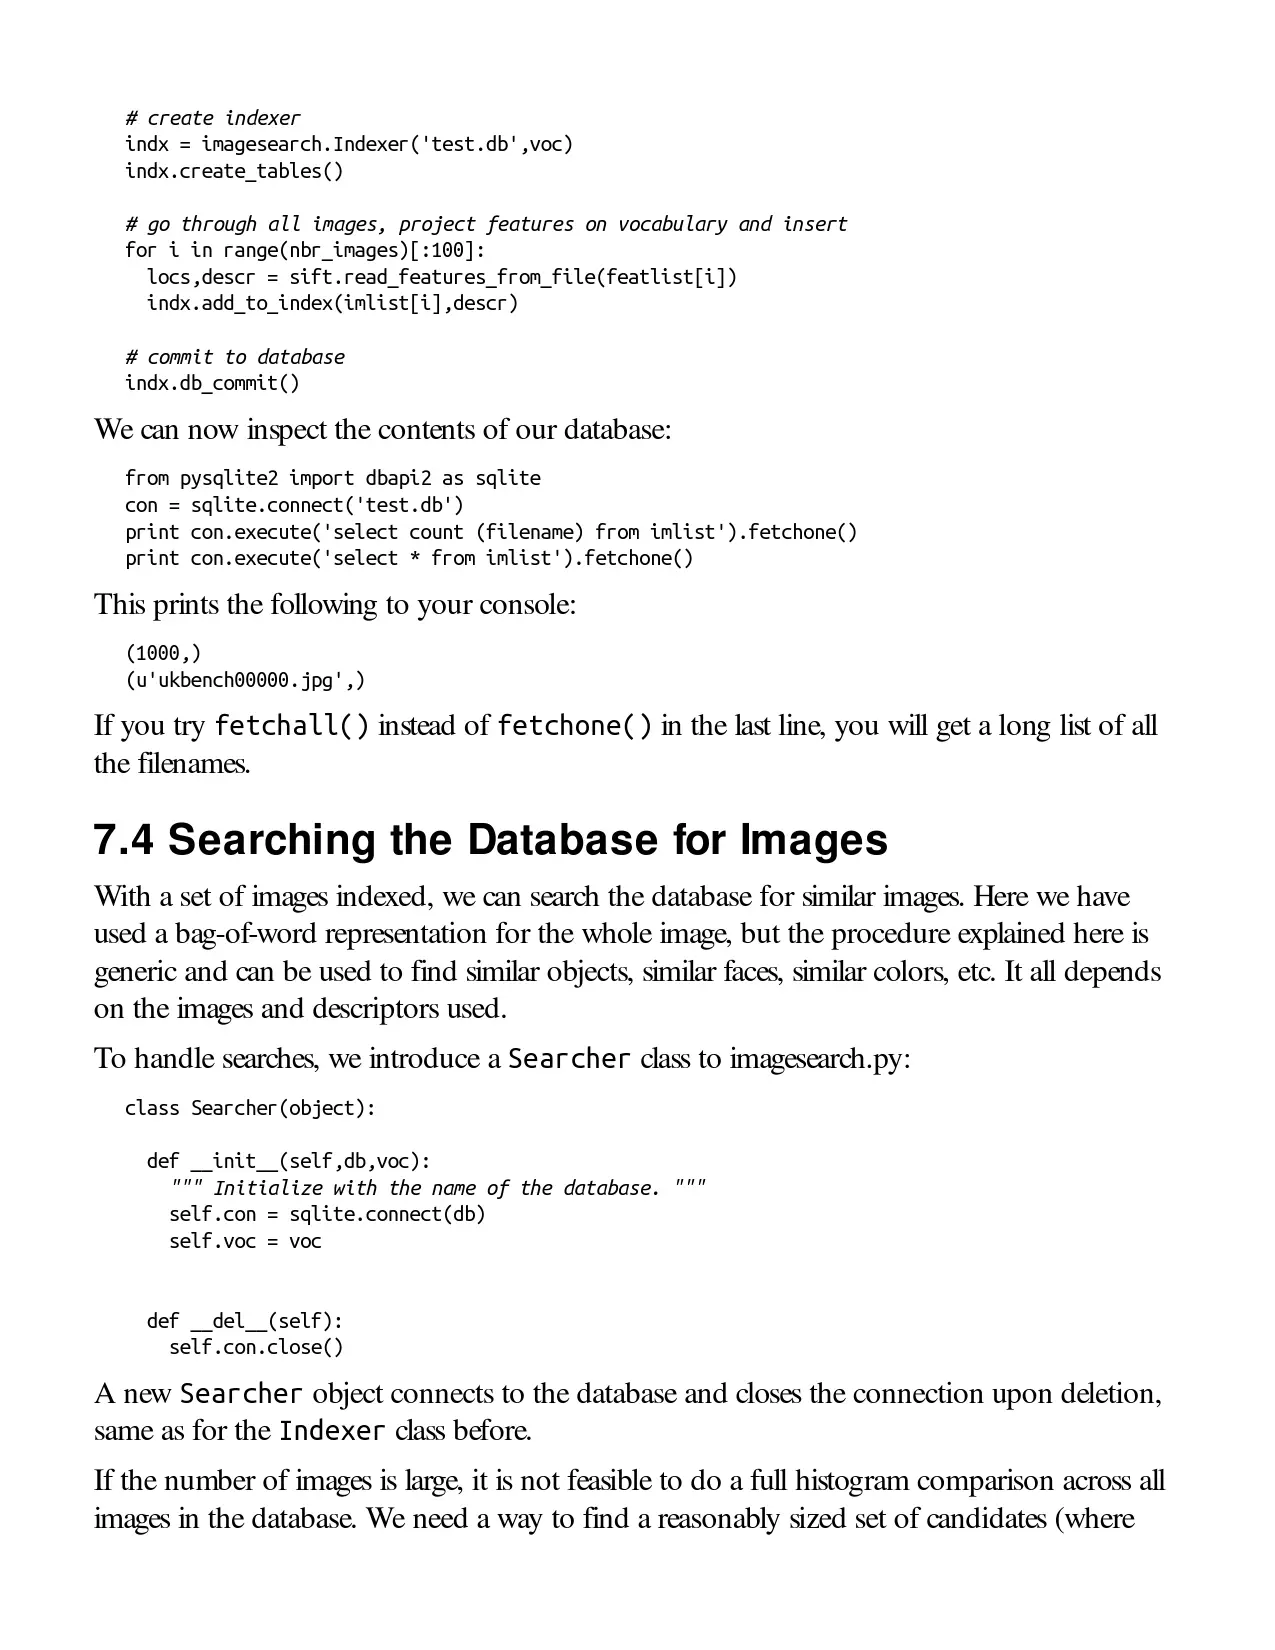 # create indexer
indx = imagesearch.Indexer('test.db',voc)
indx.create_tables()
# go through all images, project features on vocabulary and insert
for i in range(nbr_images)[:100]:
  locs,descr = sift.read_features_from_file(featlist[i])
  indx.add_to_index(imlist[i],descr)
# commit to database
indx.db_commit()
We can now inspect the contents of our database:
from pysqlite2 import dbapi2 as sqlite
con = sqlite.connect('test.db')
print con.execute('select count (filename) from imlist').fetchone()
print con.execute('select * from imlist').fetchone()
This prints the following to your console:
(1000,)
(u'ukbench00000.jpg',)
If you try fetchall() instead of fetchone() in the last line, you will get a long list of all
the filenames.
7.4 Searching the Database for Images
With a set of images indexed, we can search the database for similar images. Here we have
used a bag-of-word representation for the whole image, but the procedure explained here is
generic and can be used to find similar objects, similar faces, similar colors, etc. It all depends
on the images and descriptors used.
To handle searches, we introduce a Searcher class to imagesearch.py:
class Searcher(object):
  def __init__(self,db,voc):
    """ Initialize with the name of the database. """
    self.con = sqlite.connect(db)
    self.voc = voc
  def __del__(self):
    self.con.close()
A new Searcher object connects to the database and closes the connection upon deletion,
same as for the Indexer class before.
If the number of images is large, it is not feasible to do a full histogram comparison across all
images in the database. We need a way to find a reasonably sized set of candidates (where